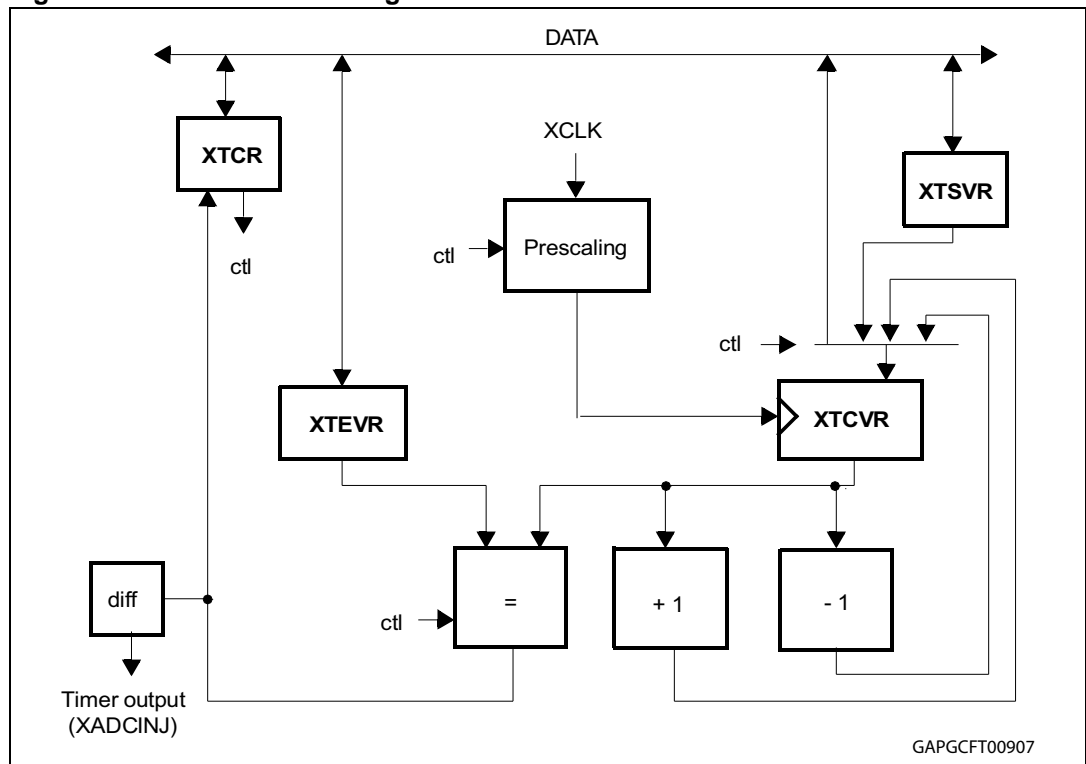 DATA
XTCR
XCLK
XTSVR
ctl
ctl
Prescaling
ctl
XTEVR
XTCVR
diff
ctl
=
+ 1
- 1
Timer output
(XADCINJ)
GAPGCFT00907